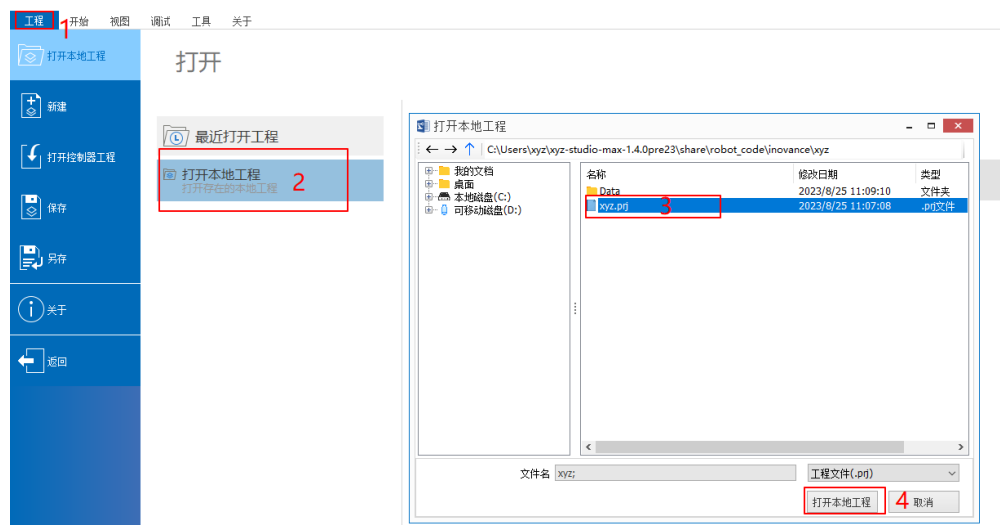 工程 开始 视图 调试 工具 关于
1
打开本地工程
新建
打开控制器工程
保存
另存
关于
返回
打开
最近打开工程
打开本地工程
打开存在的本地工程
2
打开本地工程
C:\Users\xyz\xyz-studio-max-1.4.0pre23\share\robot_code\inovance\xyz
我的文档
桌面
本地磁盘(C:)
可移动磁盘(D:)
名称 修改日期 类型
Data 2023/8/25 11:09:10 文件夹
xyz.prj 3 2023/8/25 11:07:08 .prj文件
文件名 xyz; 工程文件(.prj)
打开本地工程 4 取消